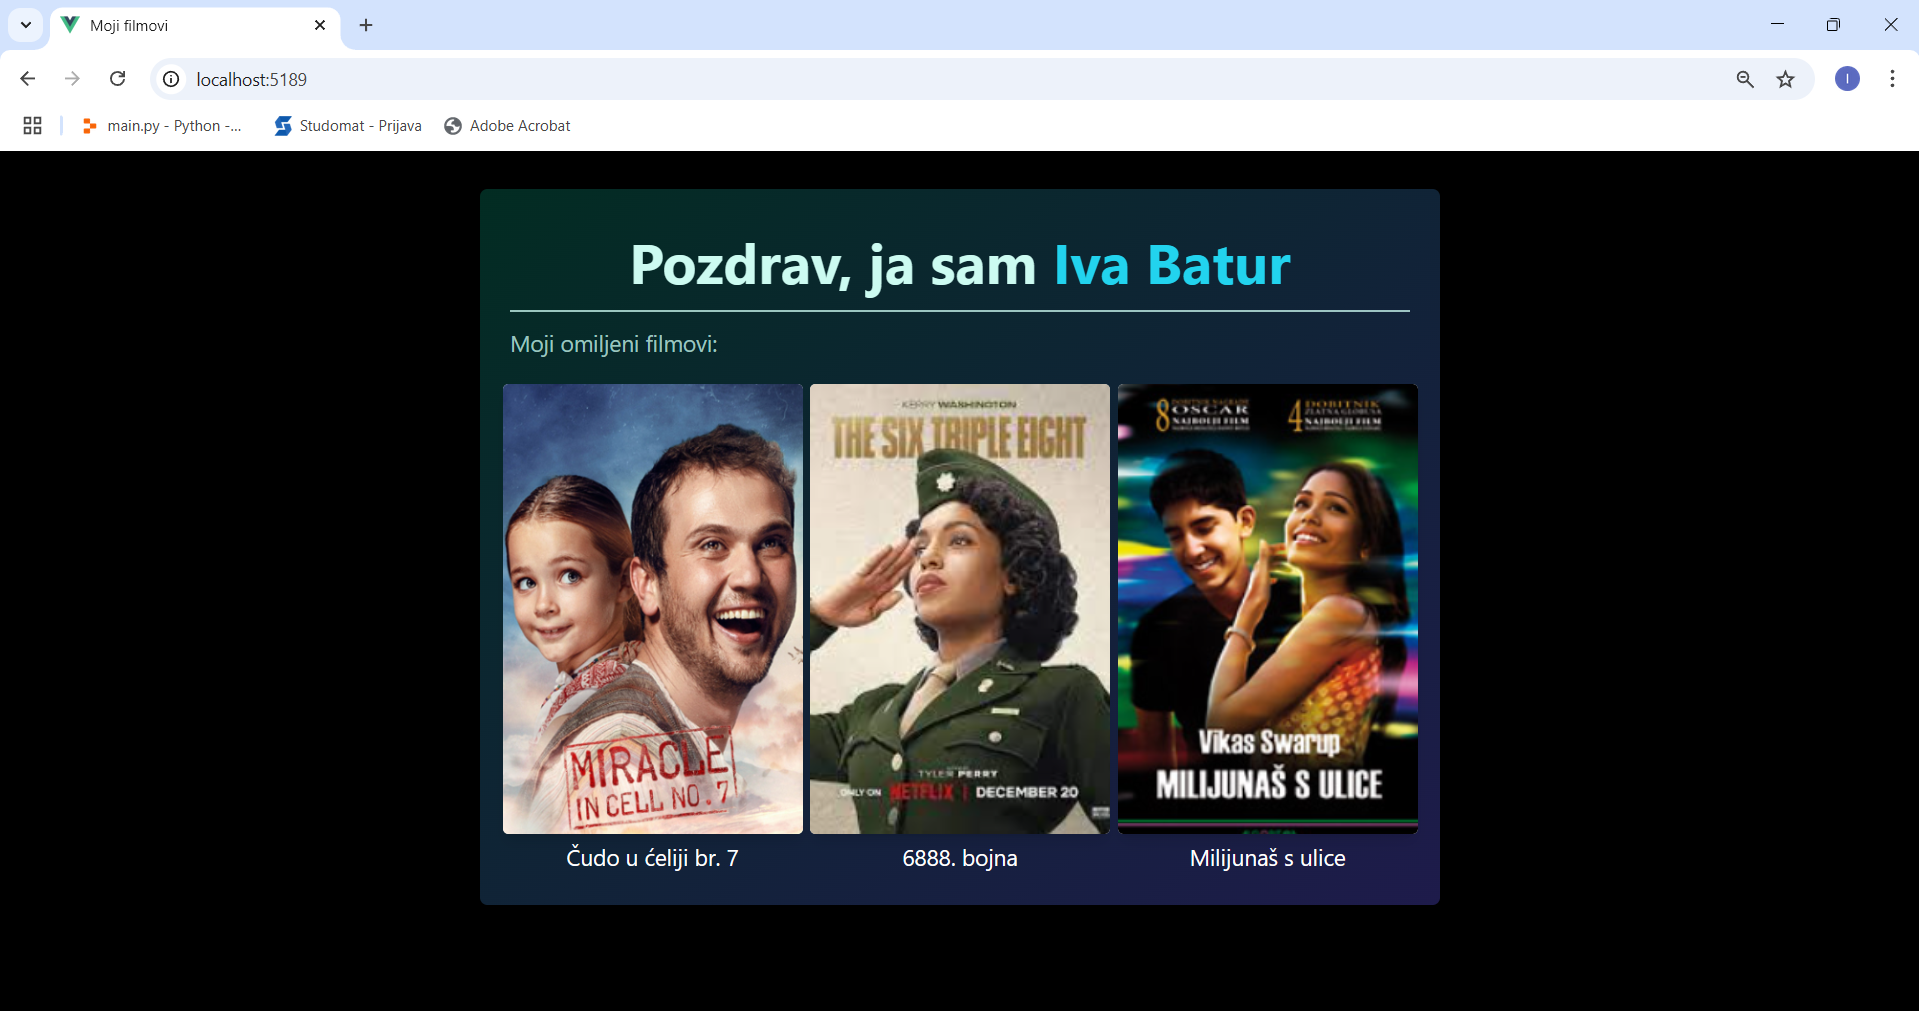 Moji filmovi
localhost:5189
I
main.py - Python -...
Studomat - Prijava
Adobe Acrobat
Pozdrav, ja sam Iva Batur
Moji omiljeni filmovi:
MIRACLE
IN CELL NO.7
KERRY WASHINGTON
THE SIX TRIPLE EIGHT
TYLER PERRY
ONLY ON NETFLIX | DECEMBER 20
8 DOBITNIK NAGRADE
OSCAR
NAJBOLJI FILM
4 DOBITNIK
ZLATNA GLOBUSA
NAJBOLJI FILM
Vikas Swarup
MILIJUNAŠ S ULICE
Čudo u ćeliji br. 7
6888. bojna
Milijunaš s ulice